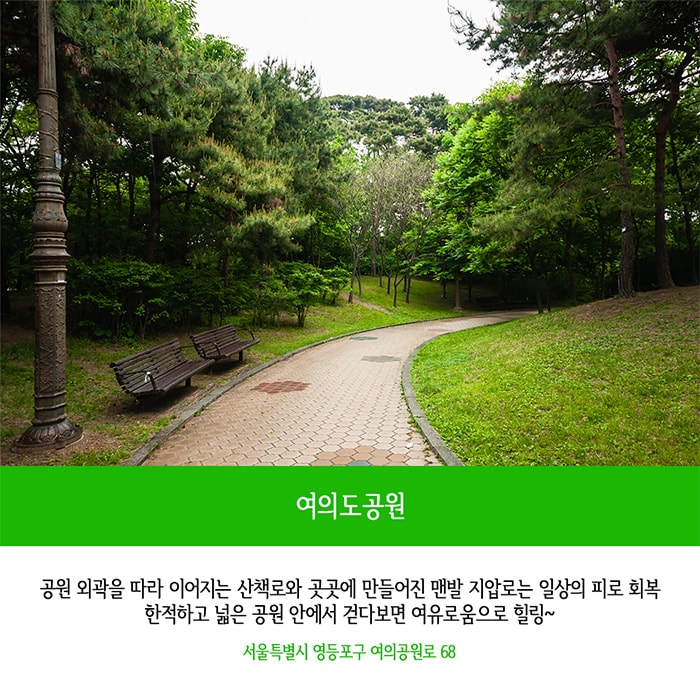 여의도공원
공원 외곽을 따라 이어지는 산책로와 곳곳에 만들어진 맨발 지압로는 일상의 피로 회복
한적하고 넓은 공원 안에서 걷다보면 여유로움으로 힐링~
서울특별시 영등포구 여의공원로 68